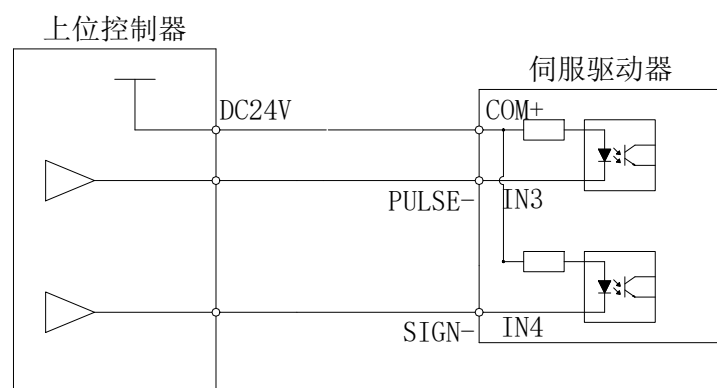 上位控制器
伺服驱动器
DC24V
COM+
PULSE-
IN3
SIGN-
IN4